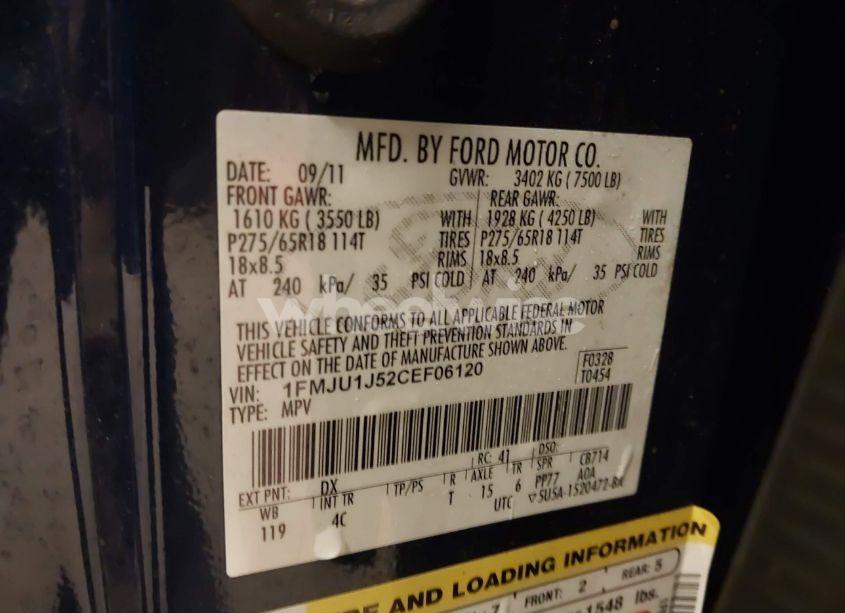 MFD. BY FORD MOTOR CO.
DATE: 09/11 GVWR: 3402 KG ( 7500 LB)
FRONT GAWR: REAR GAWR:
1610 KG ( 3550 LB) WITH 1928 KG ( 4250 LB) WITH
P275/65R18 114T TIRES P275/65R18 114T TIRES
18x8.5 RIMS 18x8.5 RIMS
AT 240 kPa/ 35 PSI COLD AT 240 kPa/ 35 PSI COLD
THIS VEHICLE CONFORMS TO ALL APPLICABLE FEDERAL MOTOR
VEHICLE SAFETY AND THEFT PREVENTION STANDARDS IN
EFFECT ON THE DATE OF MANUFACTURE SHOWN ABOVE.
VIN: 1FMJU1J52CEF06120 F0328
TYPE: MPV T0454
RC: 41 DSO:
EXT PNT: DX TP/PS R AXLE TR SPR CB714
WB INT TR T 15 6 PP77 AOA
119 4C UTC
AND LOADING INFORMATION
FRONT: 2 REAR: 5
1548 lbs.